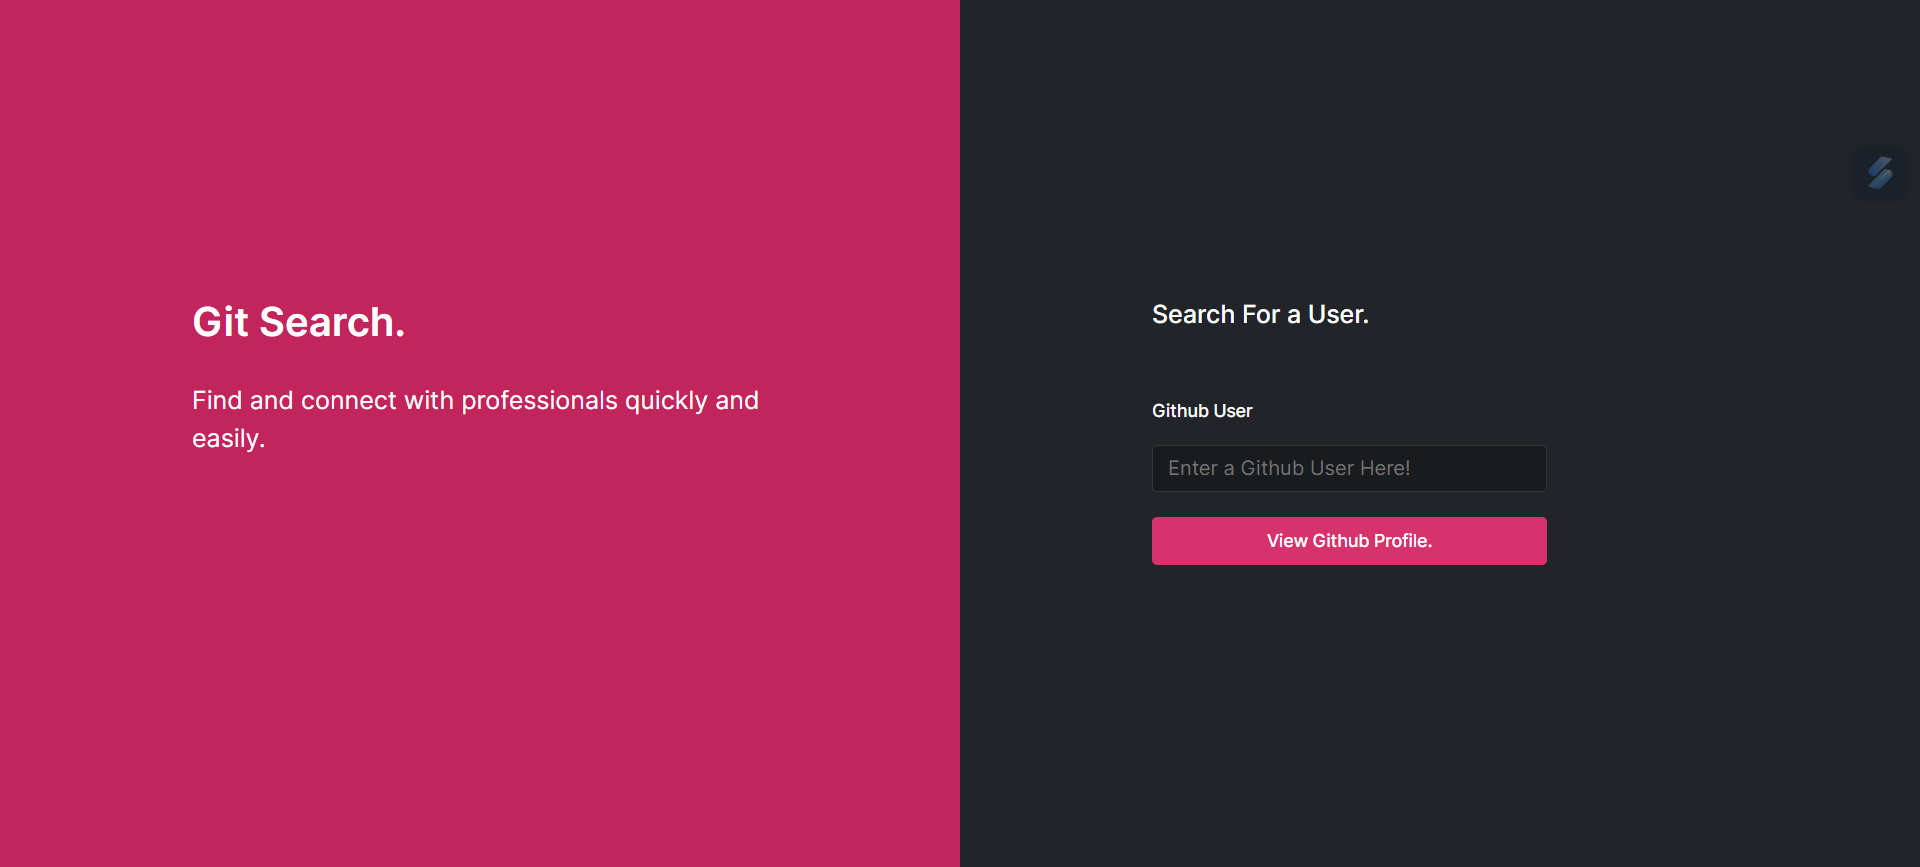 Git Search.
Find and connect with professionals quickly and
easily.
Search For a User.
Github User
Enter a Github User Here!
View Github Profile.